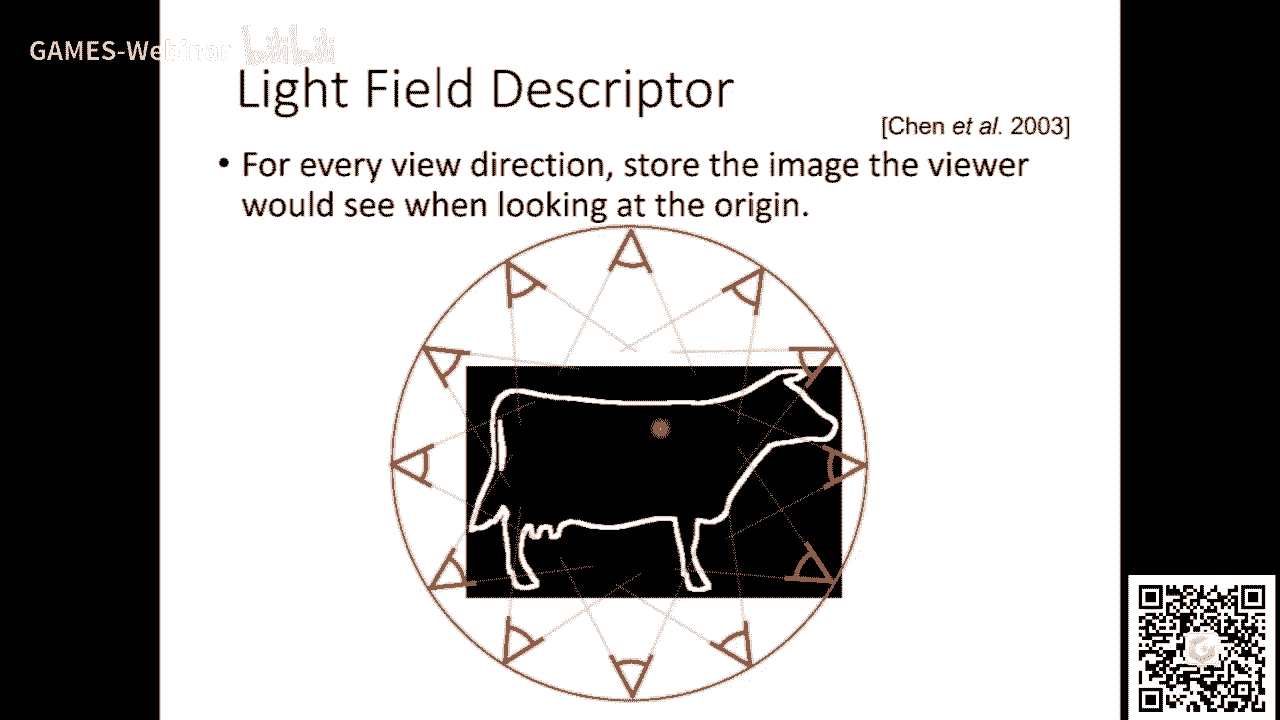 GAMES-Webinar bilibili
Light Field Descriptor
[Chen et al. 2003]
• For every view direction, store the image the viewer
would see when looking at the origin.